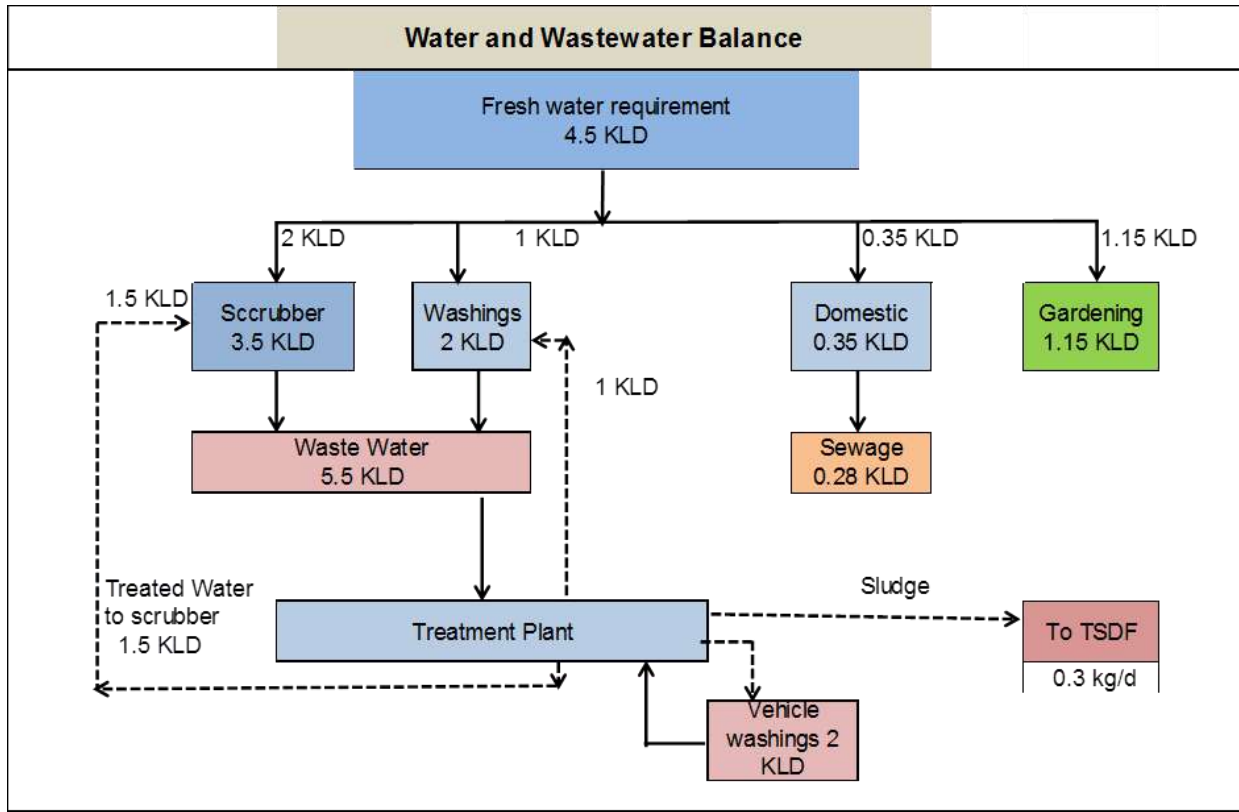 Water and Wastewater Balance
Fresh water requirement
4.5 KLD
2 KLD
1 KLD
0.35 KLD
1.15 KLD
1.5 KLD
Sccrubber
3.5 KLD
Washings
2 KLD
Domestic
0.35 KLD
Gardening
1.15 KLD
1 KLD
Waste Water
5.5 KLD
Sewage
0.28 KLD
Treated Water
to scrubber
1.5 KLD
Treatment Plant
Sludge
To TSDF
0.3 kg/d
Vehicle
washings 2
KLD